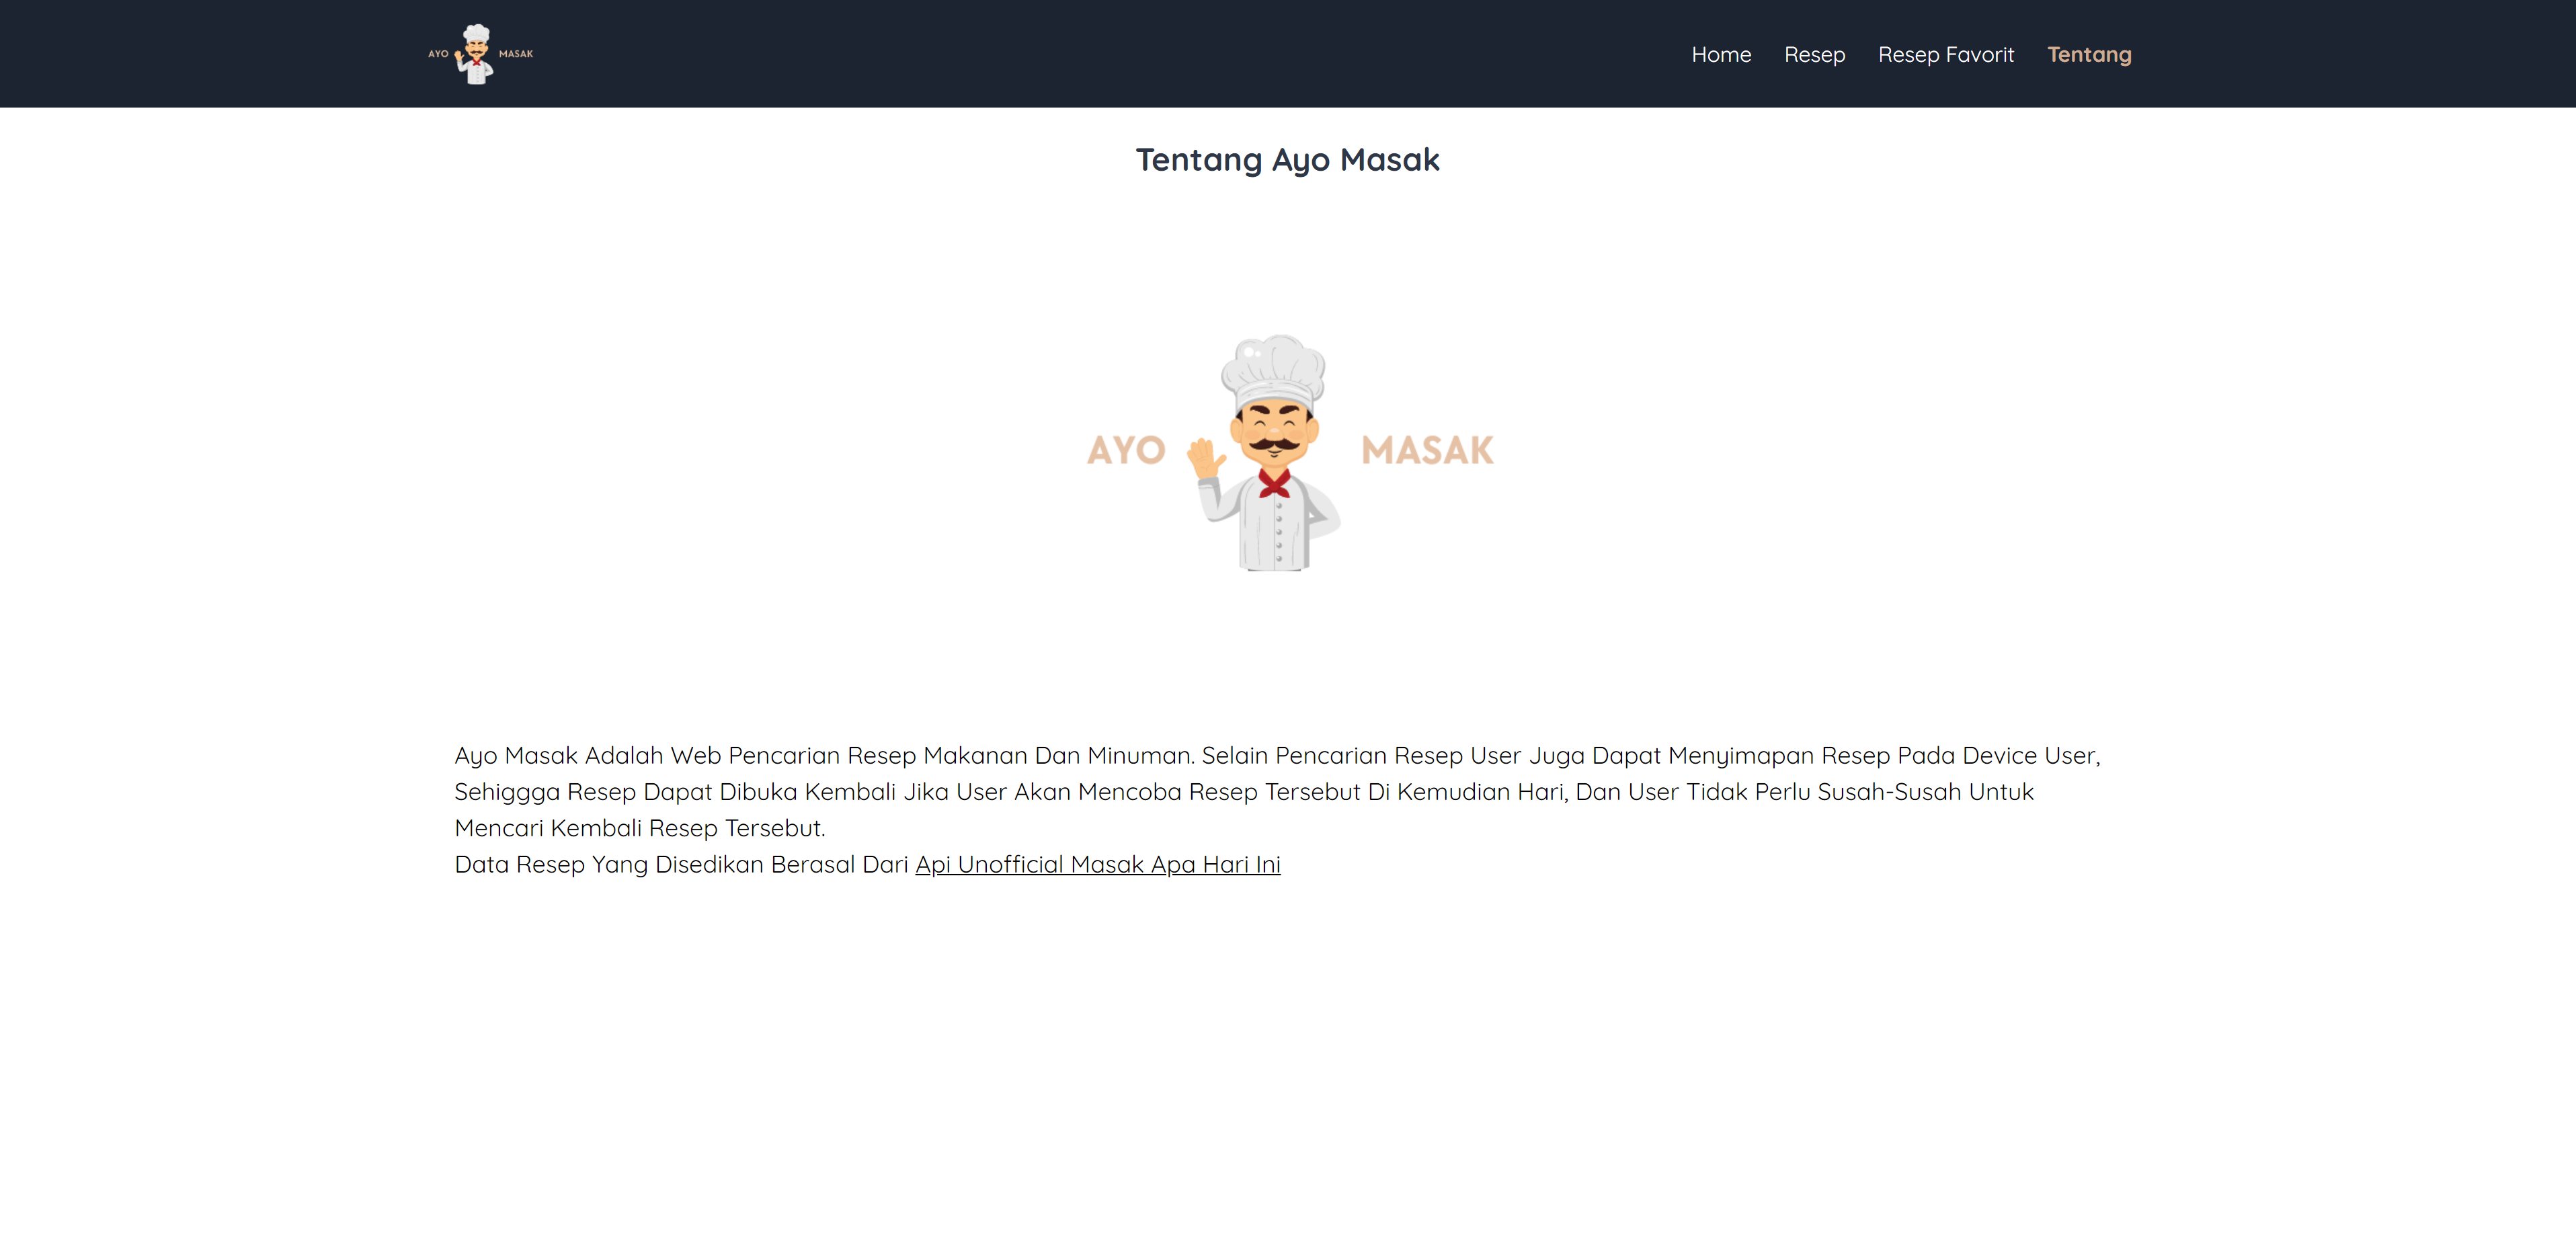 AYO MASAK
Home Resep Resep Favorit Tentang
Tentang Ayo Masak
AYO MASAK
Ayo Masak Adalah Web Pencarian Resep Makanan Dan Minuman. Selain Pencarian Resep User Juga Dapat Menyimapan Resep Pada Device User,
Sehiggga Resep Dapat Dibuka Kembali Jika User Akan Mencoba Resep Tersebut Di Kemudian Hari, Dan User Tidak Perlu Susah-Susah Untuk
Mencari Kembali Resep Tersebut.
Data Resep Yang Disedikan Berasal Dari Api Unofficial Masak Apa Hari Ini